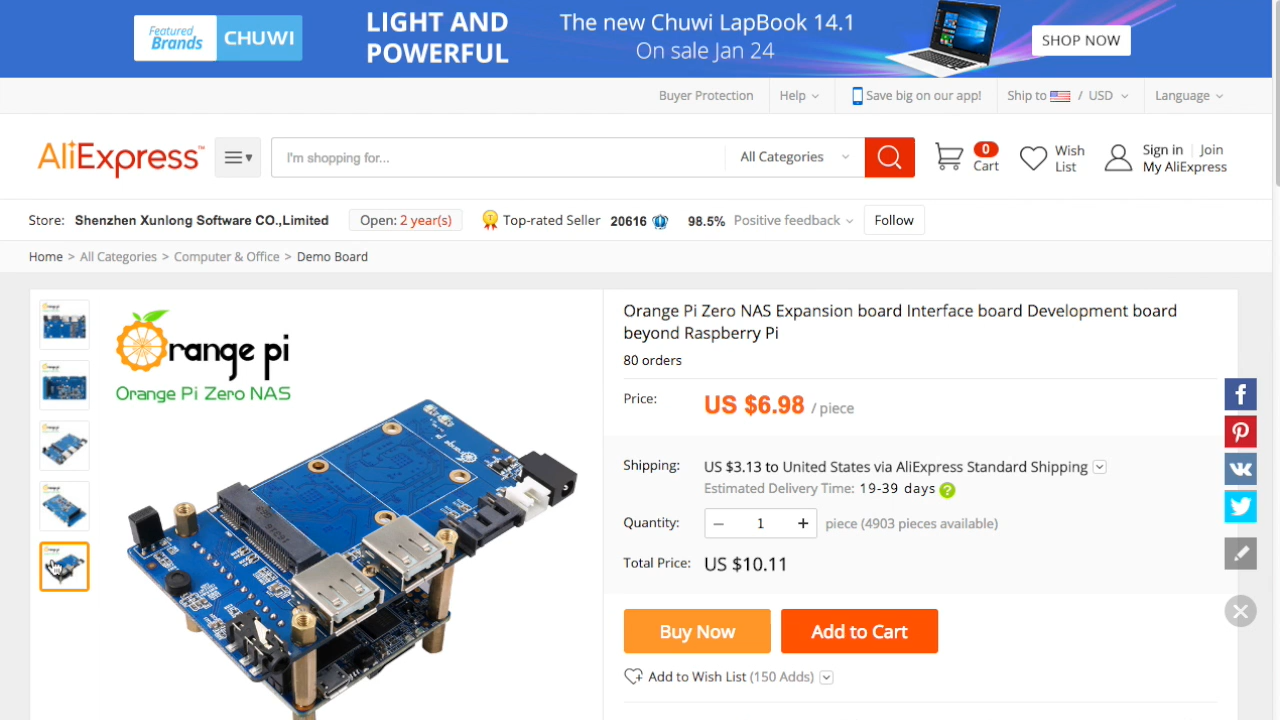 Featured
Brands
CHUWI
LIGHT AND
POWERFUL
The new Chuwi LapBook 14.1
On sale Jan 24
SHOP NOW
Buyer Protection
Help
Save big on our app!
Ship to / USD
Language
AliExpress™
I'm shopping for...
All Categories
0
Cart
Wish
List
Sign in | Join
My AliExpress
Store: Shenzhen Xunlong Software CO.,Limited
Open: 2 year(s)
Top-rated Seller
20616
98.5% Positive feedback
Follow
Home > All Categories > Computer & Office > Demo Board
Orange pi
Orange Pi Zero NAS
Orange Pi Zero NAS Expansion board Interface board Development board
beyond Raspberry Pi
80 orders
Price:
US $6.98 / piece
Shipping:
US $3.13 to United States via AliExpress Standard Shipping
Estimated Delivery Time: 19-39 days ?
Quantity:
− 1 +
piece (4903 pieces available)
Total Price:
US $10.11
Buy Now
Add to Cart
Add to Wish List (150 Adds)